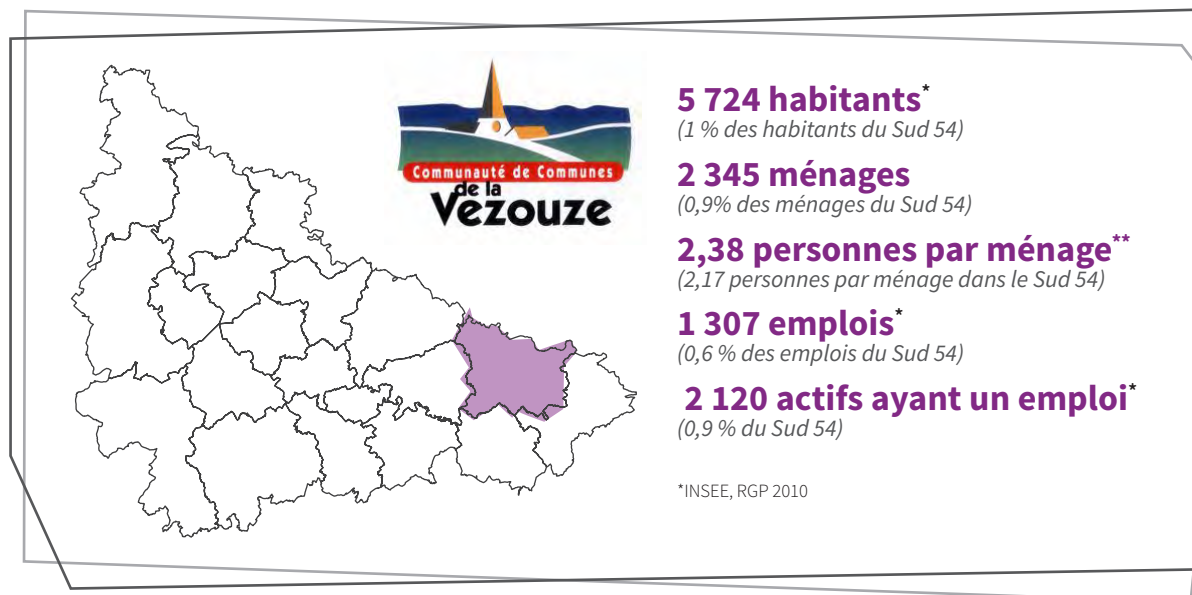 Communauté de Communes
de la
Vezouze
5 724 habitants*
(1 % des habitants du Sud 54)
2 345 ménages
(0,9% des ménages du Sud 54)
2,38 personnes par ménage**
(2,17 personnes par ménage dans le Sud 54)
1 307 emplois*
(0,6 % des emplois du Sud 54)
2 120 actifs ayant un emploi*
(0,9 % du Sud 54)
*INSEE, RGP 2010